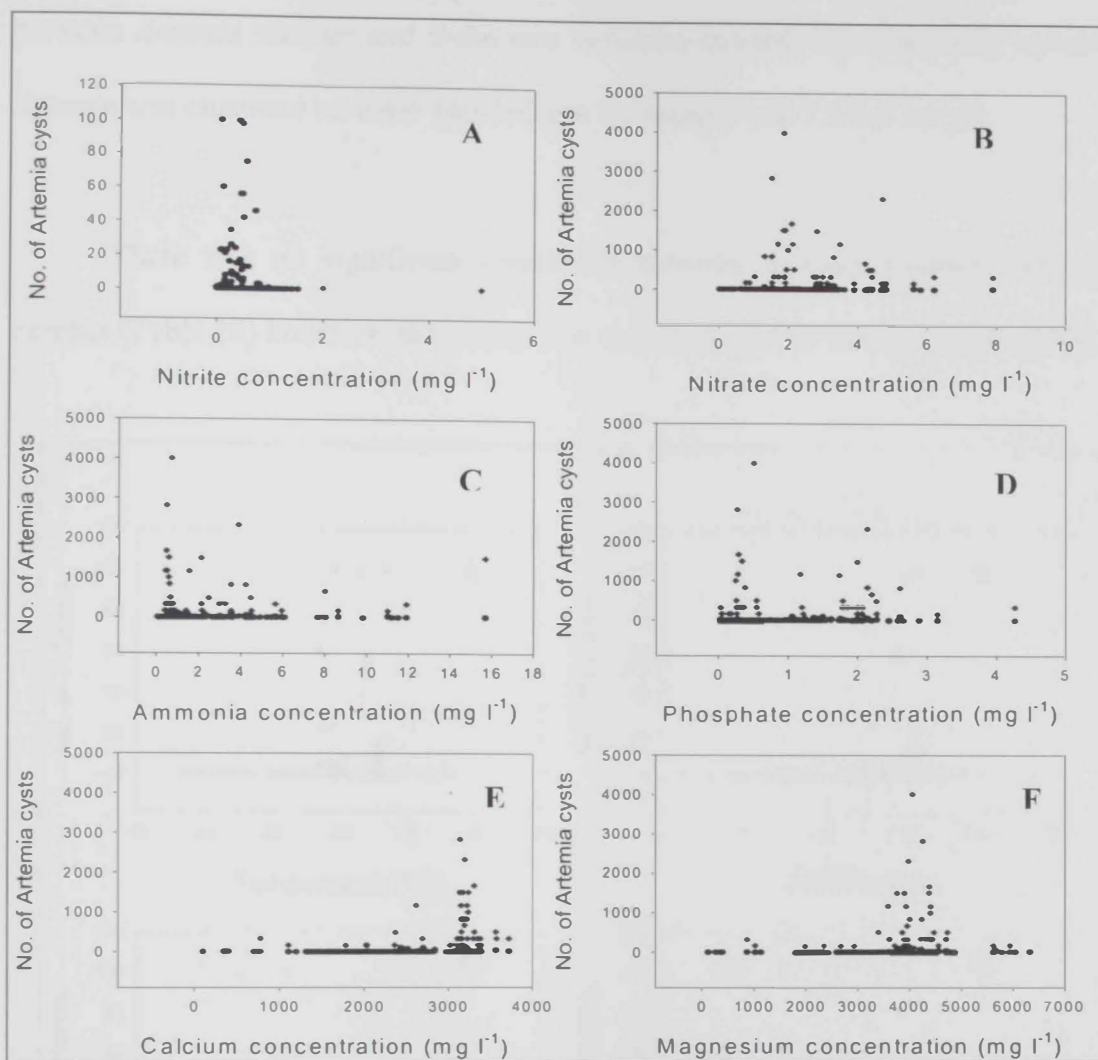 No. of Artemia cysts
120
100
80
60
40
20
0
A
0 2 4 6
Nitrite concentration (mg l⁻¹)
No. of Artemia cysts
5000
4000
3000
2000
1000
0
B
0 2 4 6 8 10
Nitrate concentration (mg l⁻¹)
No. of Artemia cysts
5000
4000
3000
2000
1000
0
C
0 2 4 6 8 10 12 14 16 18
Ammonia concentration (mg l⁻¹)
No. of Artemia cysts
5000
4000
3000
2000
1000
0
D
0 1 2 3 4 5
Phosphate concentration (mg l⁻¹)
No. of Artemia cysts
5000
4000
3000
2000
1000
0
E
0 1000 2000 3000 4000
Calcium concentration (mg l⁻¹)
No. of Artemia cysts
5000
4000
3000
2000
1000
0
F
0 1000 2000 3000 4000 5000 6000 7000
Magnesium concentration (mg l⁻¹)